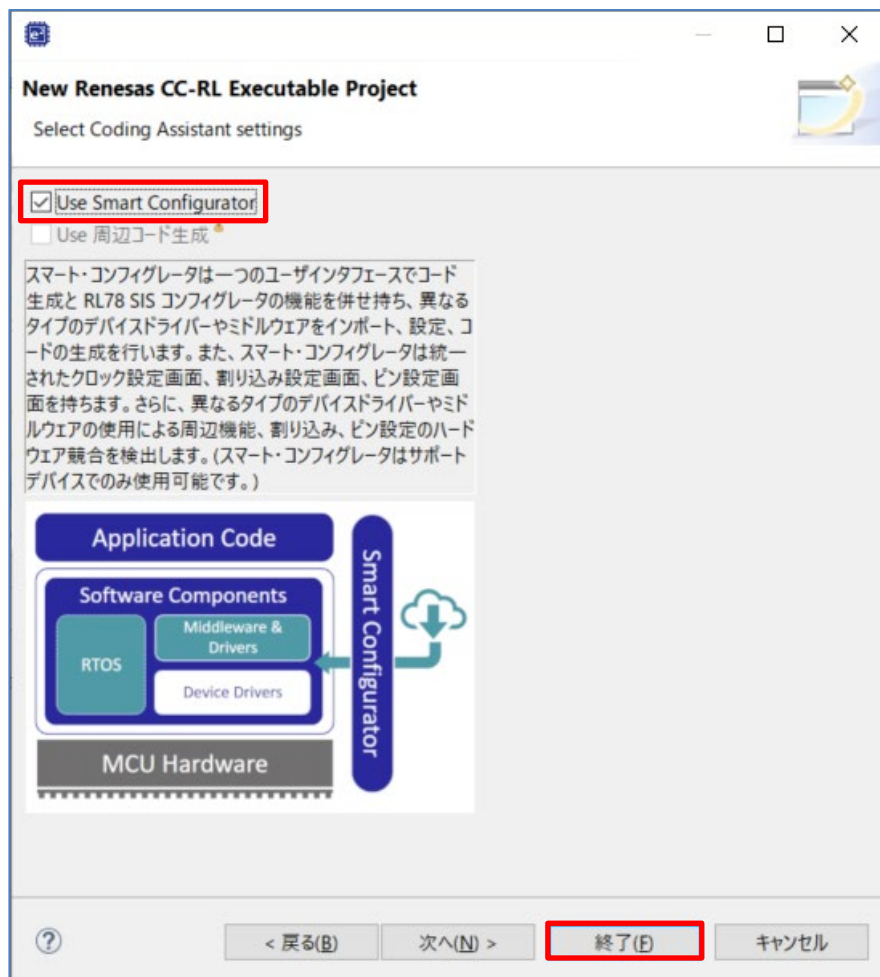 e²
New Renesas CC-RL Executable Project
Select Coding Assistant settings
Use Smart Configurator
Use 周辺コード生成
スマート・コンフィグレータは一つのユーザインタフェースでコード
生成と RL78 SIS コンフィグレータの機能を併せ持ち、異なる
タイプのデバイスドライバーやミドルウェアをインポート、設定、コ
ードの生成を行います。また、スマート・コンフィグレータは統一
されたクロック設定画面、割り込み設定画面、ピン設定画
面を持ちます。さらに、異なるタイプのデバイスドライバーやミド
ルウェアの使用による周辺機能、割り込み、ピン設定のハード
ウェア競合を検出します。(スマート・コンフィグレータはサポート
デバイスでのみ使用可能です。)
Application Code
Software Components
RTOS
Middleware &
Drivers
Device Drivers
MCU Hardware
Smart Configurator
?
< 戻る(B)
次へ(N) >
終了(F)
キャンセル